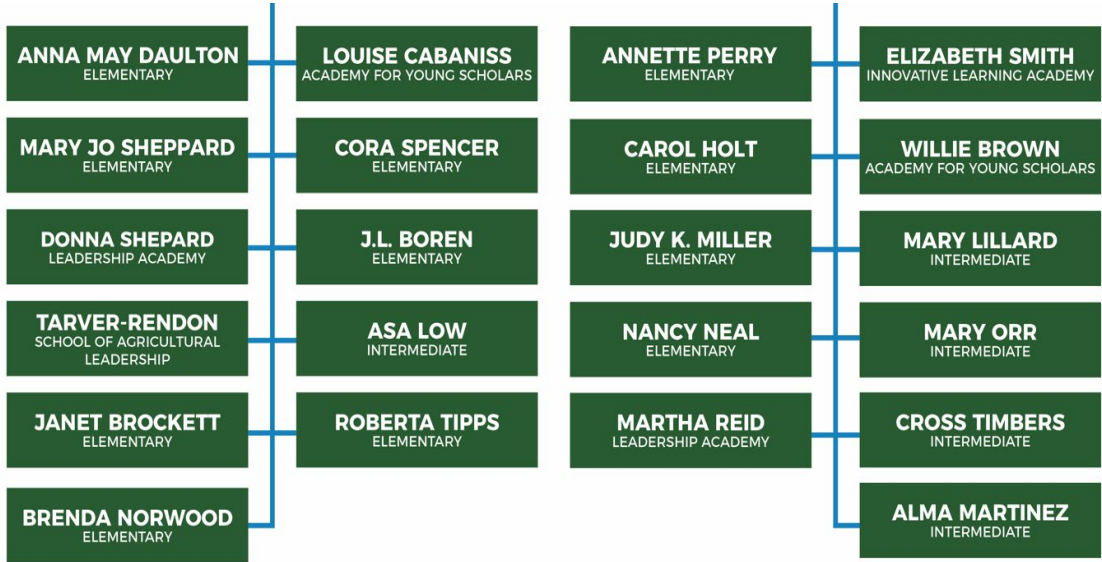 ANNA MAY DAULTON
ELEMENTARY
LOUISE CABANISS
ACADEMY FOR YOUNG SCHOLARS
MARY JO SHEPPARD
ELEMENTARY
CORA SPENCER
ELEMENTARY
DONNA SHEPARD
LEADERSHIP ACADEMY
J.L. BOREN
ELEMENTARY
TARVER-RENDON
SCHOOL OF AGRICULTURAL
LEADERSHIP
ASA LOW
INTERMEDIATE
JANET BROCKETT
ELEMENTARY
ROBERTA TIPPS
ELEMENTARY
BRENDA NORWOOD
ELEMENTARY
ANNETTE PERRY
ELEMENTARY
ELIZABETH SMITH
INNOVATIVE LEARNING ACADEMY
CAROL HOLT
ELEMENTARY
WILLIE BROWN
ACADEMY FOR YOUNG SCHOLARS
JUDY K. MILLER
ELEMENTARY
MARY LILLARD
INTERMEDIATE
NANCY NEAL
ELEMENTARY
MARY ORR
INTERMEDIATE
MARTHA REID
LEADERSHIP ACADEMY
CROSS TIMBERS
INTERMEDIATE
ALMA MARTINEZ
INTERMEDIATE